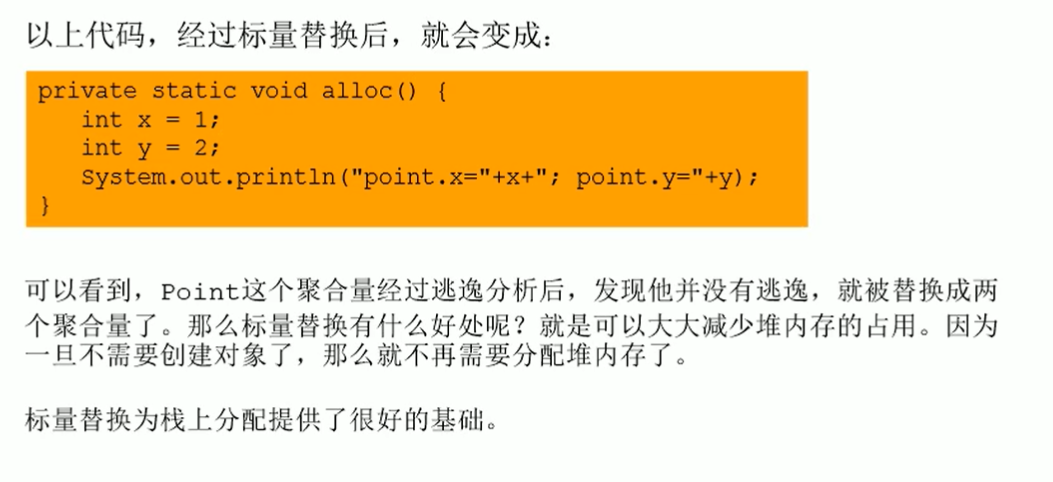 以上代码，经过标量替换后，就会变成：
private static void alloc() {
   int x = 1;
   int y = 2;
   System.out.println("point.x="+x+"; point.y="+y);
}
可以看到，Point这个聚合量经过逃逸分析后，发现他并没有逃逸，就被替换成两
个聚合量了。那么标量替换有什么好处呢？就是可以大大减少堆内存的占用。因为
一旦不需要创建对象了，那么就不再需要分配堆内存了。
标量替换为栈上分配提供了很好的基础。